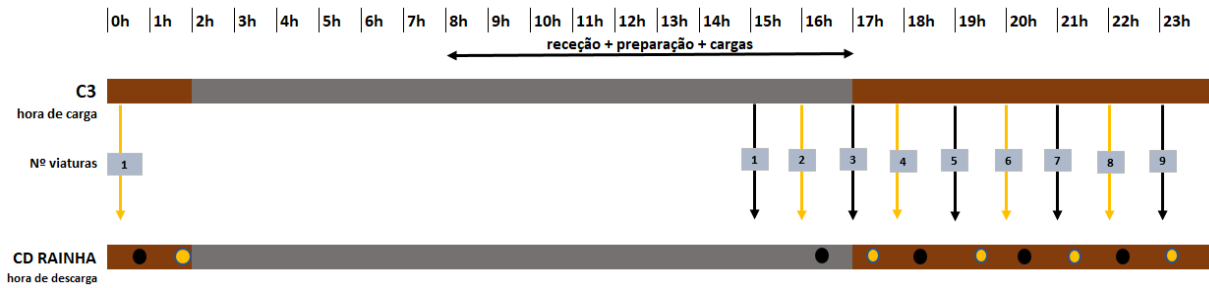 0h 1h 2h 3h 4h 5h 6h 7h 8h 9h 10h 11h 12h 13h 14h 15h 16h 17h 18h 19h 20h 21h 22h 23h
receção + preparação + cargas
C3
hora de carga
Nº viaturas
1 1 2 3 4 5 6 7 8 9
CD RAINHA
hora de descarga